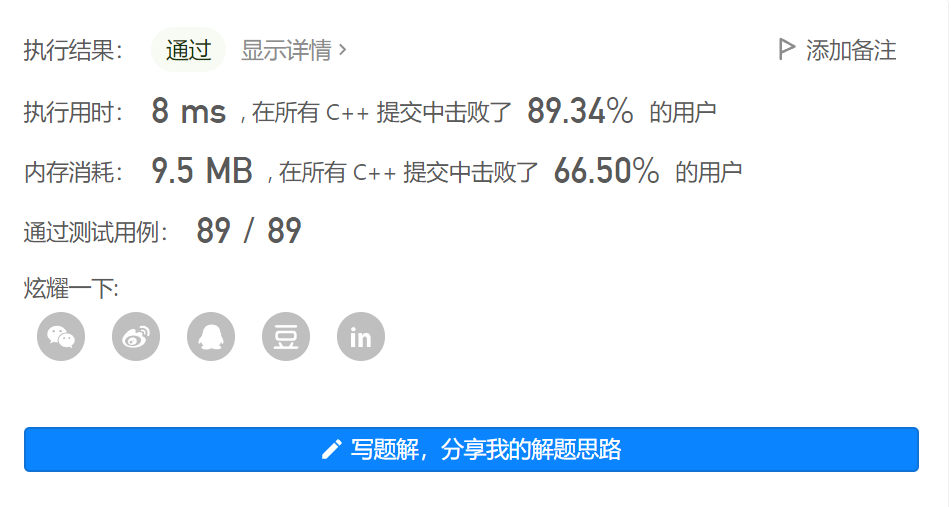 执行结果： 通过 显示详情 › 添加备注
执行用时： 8 ms , 在所有 C++ 提交中击败了 89.34% 的用户
内存消耗： 9.5 MB , 在所有 C++ 提交中击败了 66.50% 的用户
通过测试用例： 89 / 89
炫耀一下:
豆 in
写题解，分享我的解题思路